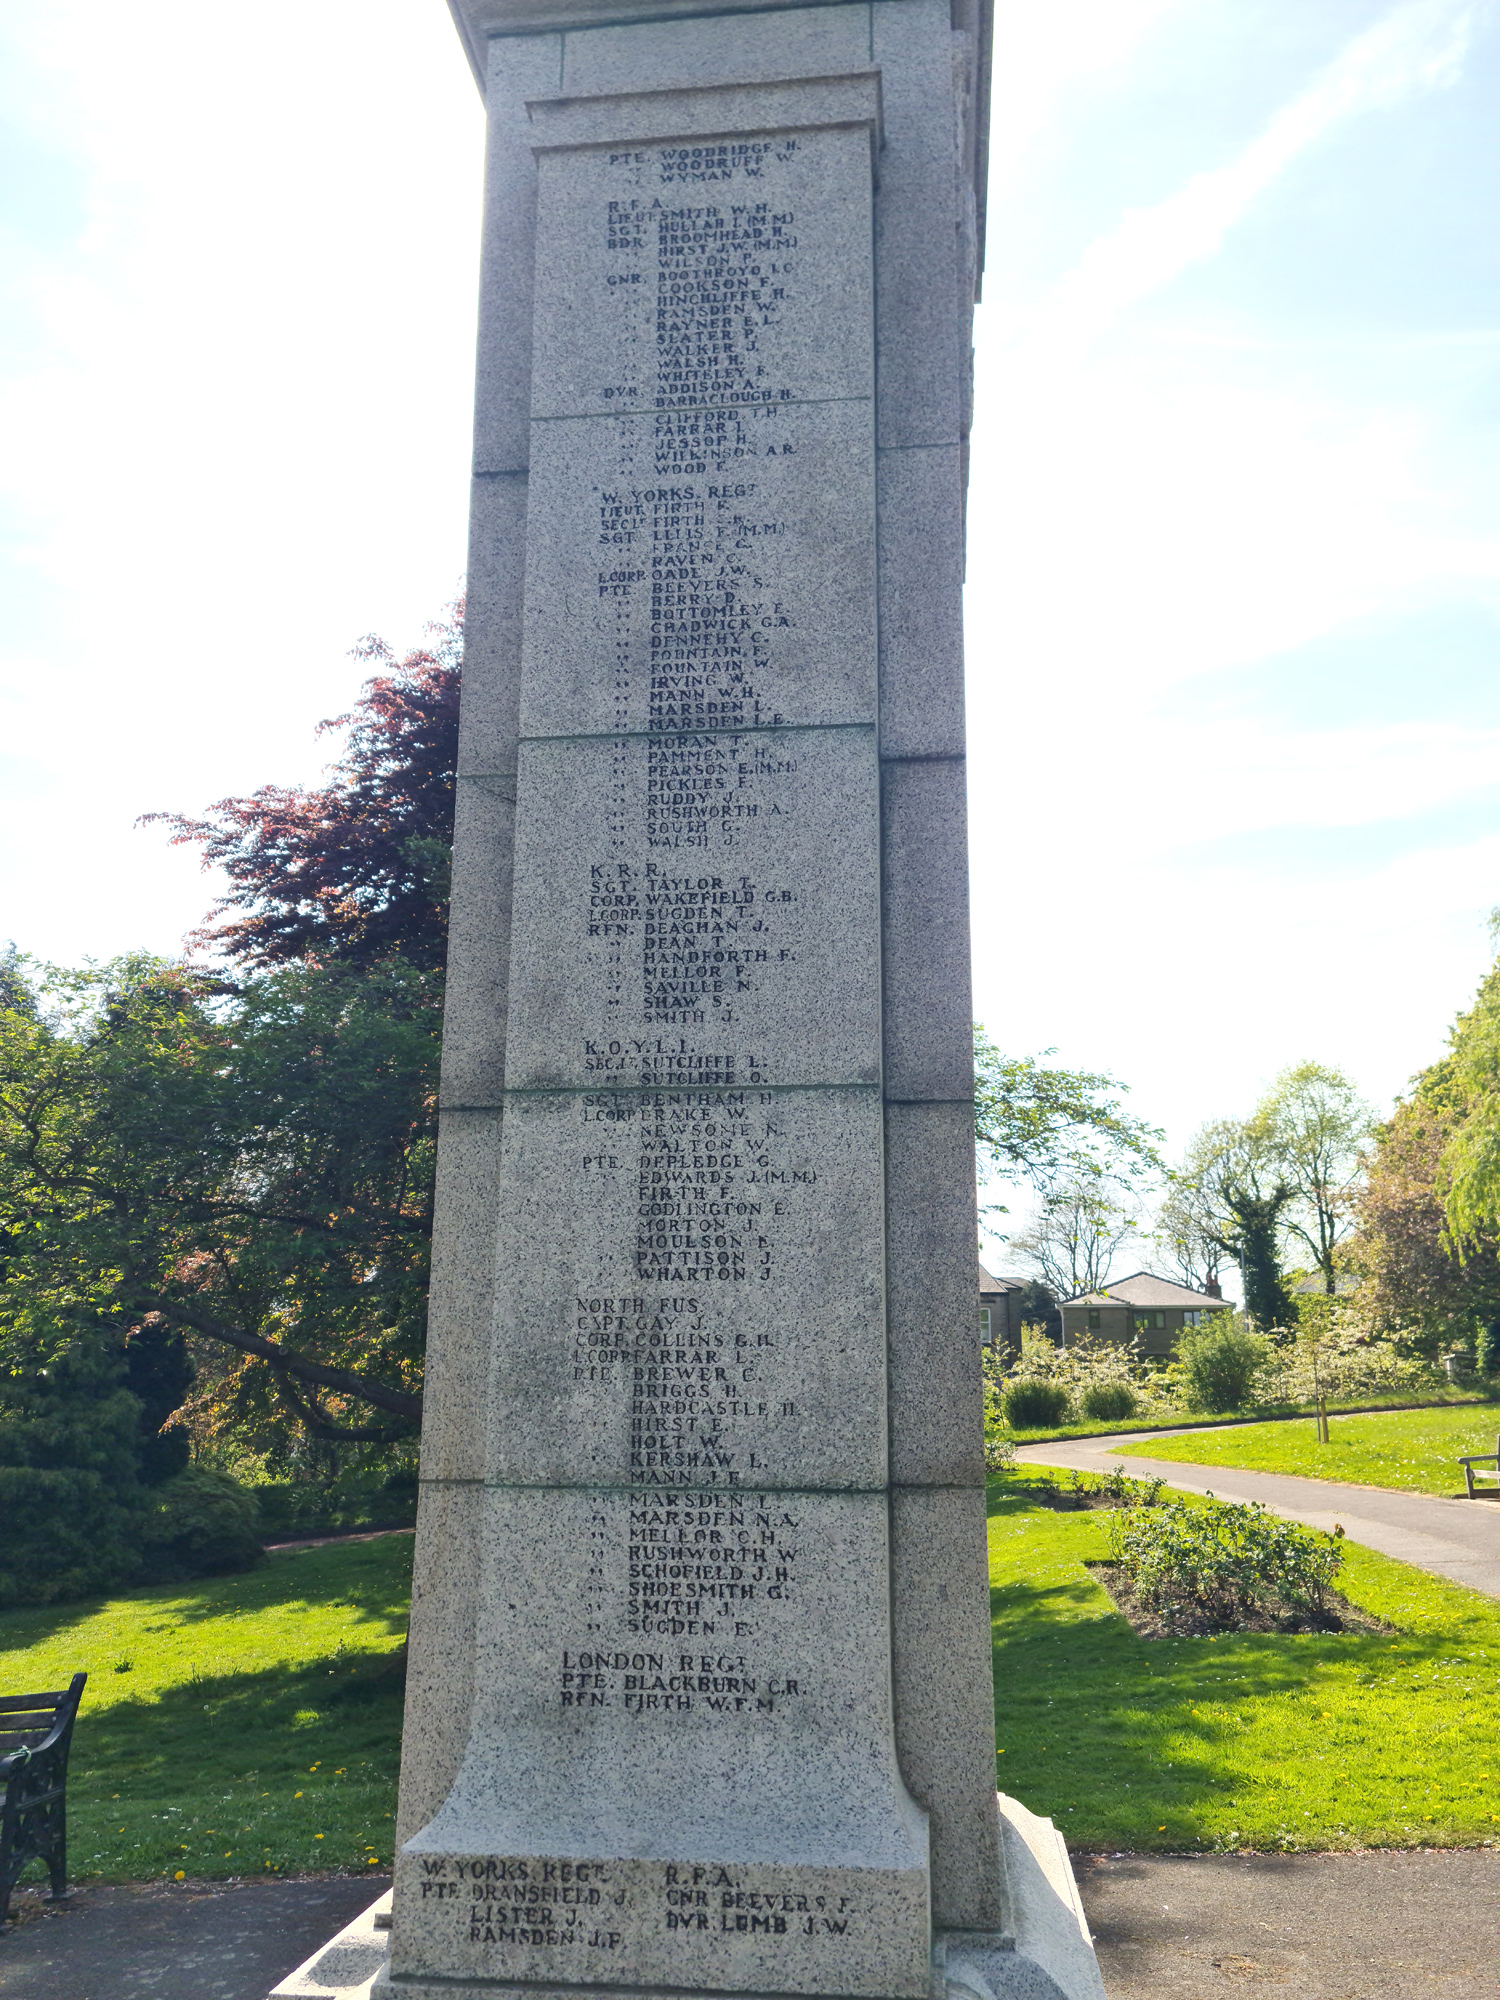 PTE. WOODRIDGE H.
" WOODRUFF W.
" WYMAN W.
R.F.A.
LIEUT. SMITH W.H.
SGT. HULLAH I. (M.M.)
BDR. BROOMHEAD H.
" HIRST J.W. (M.M.)
" WILSON P.
GNR. BOOTHROYD I.C.
" COOKSON F.
" HINCHLIFFE H.
" RAMSDEN W.
" RAYNER E.L.
" SLATER P.
" WALKER J.
" WALSH H.
" WHITELEY F.
DVR. ADDISON A.
" BARRACLOUGH H.
" CLIFFORD T.H.
" FARRAR I.
" JESSOP H.
" WILKINSON A.R.
" WOOD F.
W. YORKS. REGT
LIEUT. FIRTH
SEC.LT FIRTH
SGT. ELLIS F. (M.M.)
" FRANCE G.
" RAVEN C.
L.CORP. OADE J.W.
PTE BEEVERS S.
" BERRY D.
" BOTTOMLEY E.
" CHADWICK G.A.
" DENNEHY C.
" FOUNTAIN F.
" FOUNTAIN W.
" IRVING W.
" MANN W.H.
" MARSDEN L.
" MARSDEN L.E.
" MORAN T.
" PAMMENT H.
" PEARSON E. (M.M.)
" PICKLES F.
" RUDDY J.
" RUSHWORTH A.
" SOUTH G.
" WALSH J.
K.R.R.
SGT. TAYLOR T.
CORP. WAKEFIELD G.B.
L.CORP. SUGDEN T.
RFN. DEAGHAN J.
" DEAN T.
" HANDFORTH F.
" MELLOR F.
" SAVILLE N.
" SHAW S.
" SMITH J.
K.O.Y.L.I.
SEC.LT. SUTCLIFFE L.
" SUTCLIFFE O.
SGT. BENTHAM H.
L.CORP DRAKE W.
" NEWSOME N.
" WALTON W.
PTE. DEPLEDGE G.
" EDWARDS J. (M.M.)
" FIRTH F.
" GODLINGTON E.
" MORTON J.
" MOULSON E.
" PATTISON J.
" WHARTON J.
NORTH FUS.
CAPT. GAY J.
CORP. COLLINS G.H.
L.CORP FARRAR L.
PTE. BREWER C.
" BRIGGS H.
" HARDCASTLE H.
" HIRST E.
" HOLT W.
" KERSHAW L.
" MANN J.E.
" MARSDEN L.
" MARSDEN N.A.
" MELLOR C.H.
" RUSHWORTH W
" SCHOFIELD J.H.
" SHOESMITH G.
" SMITH J.
" SUGDEN E.
LONDON REGT
PTE. BLACKBURN C.R.
RFN. FIRTH W.F.M.
W. YORKS. REGT
PTE DRANSFIELD J.
LISTER J.
RAMSDEN J.F.
R.F.A.
GNR BEEVERS F.
DVR. LUMB J.W.